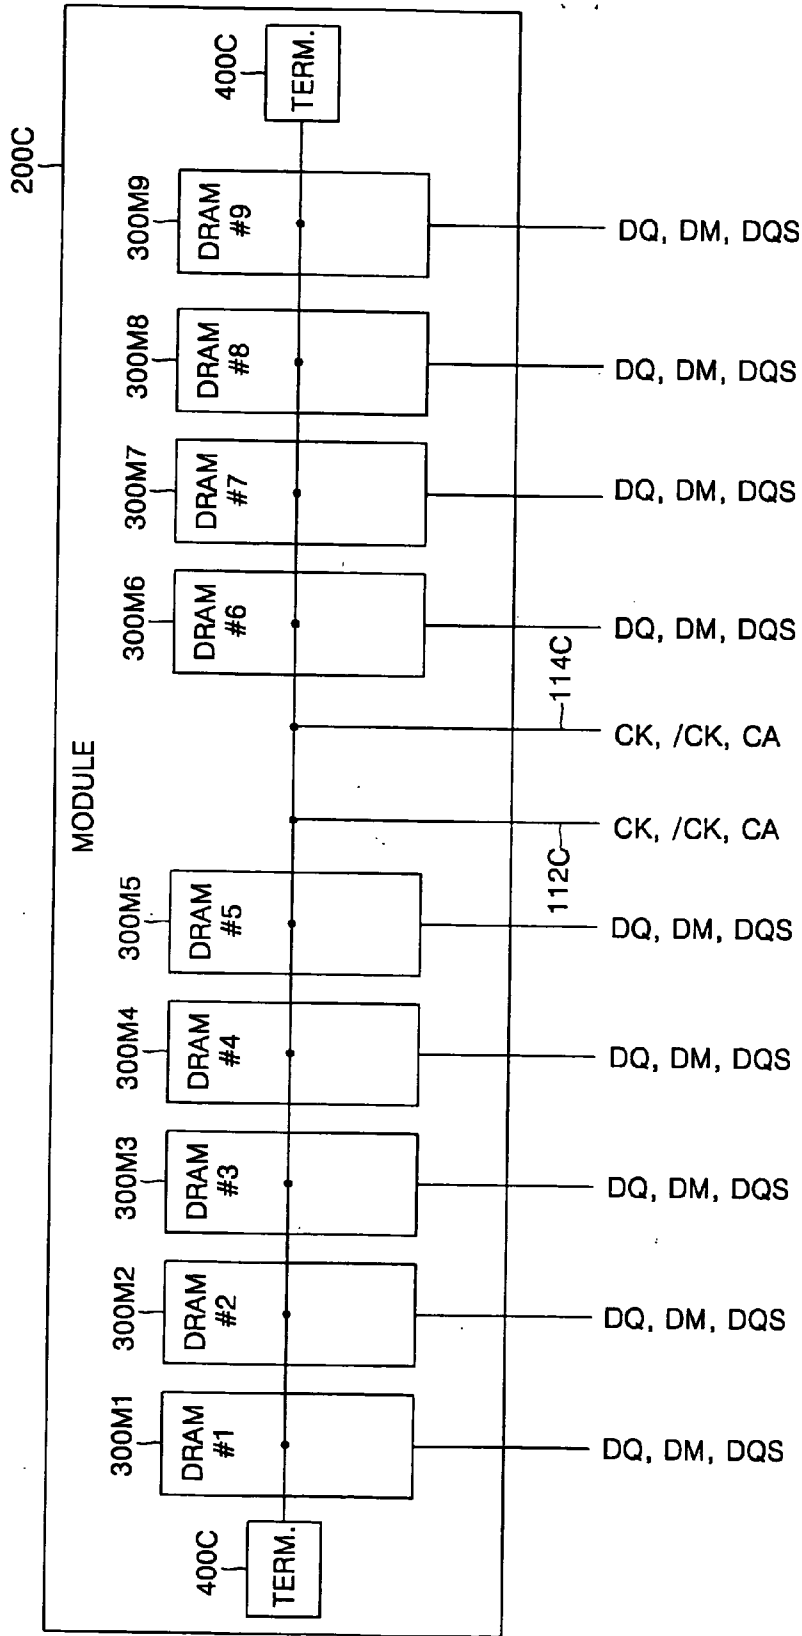 200C
MODULE
400C
TERM.
300M1
DRAM
#1
DQ, DM, DQS
300M2
DRAM
#2
DQ, DM, DQS
300M3
DRAM
#3
DQ, DM, DQS
300M4
DRAM
#4
DQ, DM, DQS
300M5
DRAM
#5
DQ, DM, DQS
112C
CK, /CK, CA
114C
CK, /CK, CA
300M6
DRAM
#6
DQ, DM, DQS
300M7
DRAM
#7
DQ, DM, DQS
300M8
DRAM
#8
DQ, DM, DQS
300M9
DRAM
#9
DQ, DM, DQS
400C
TERM.